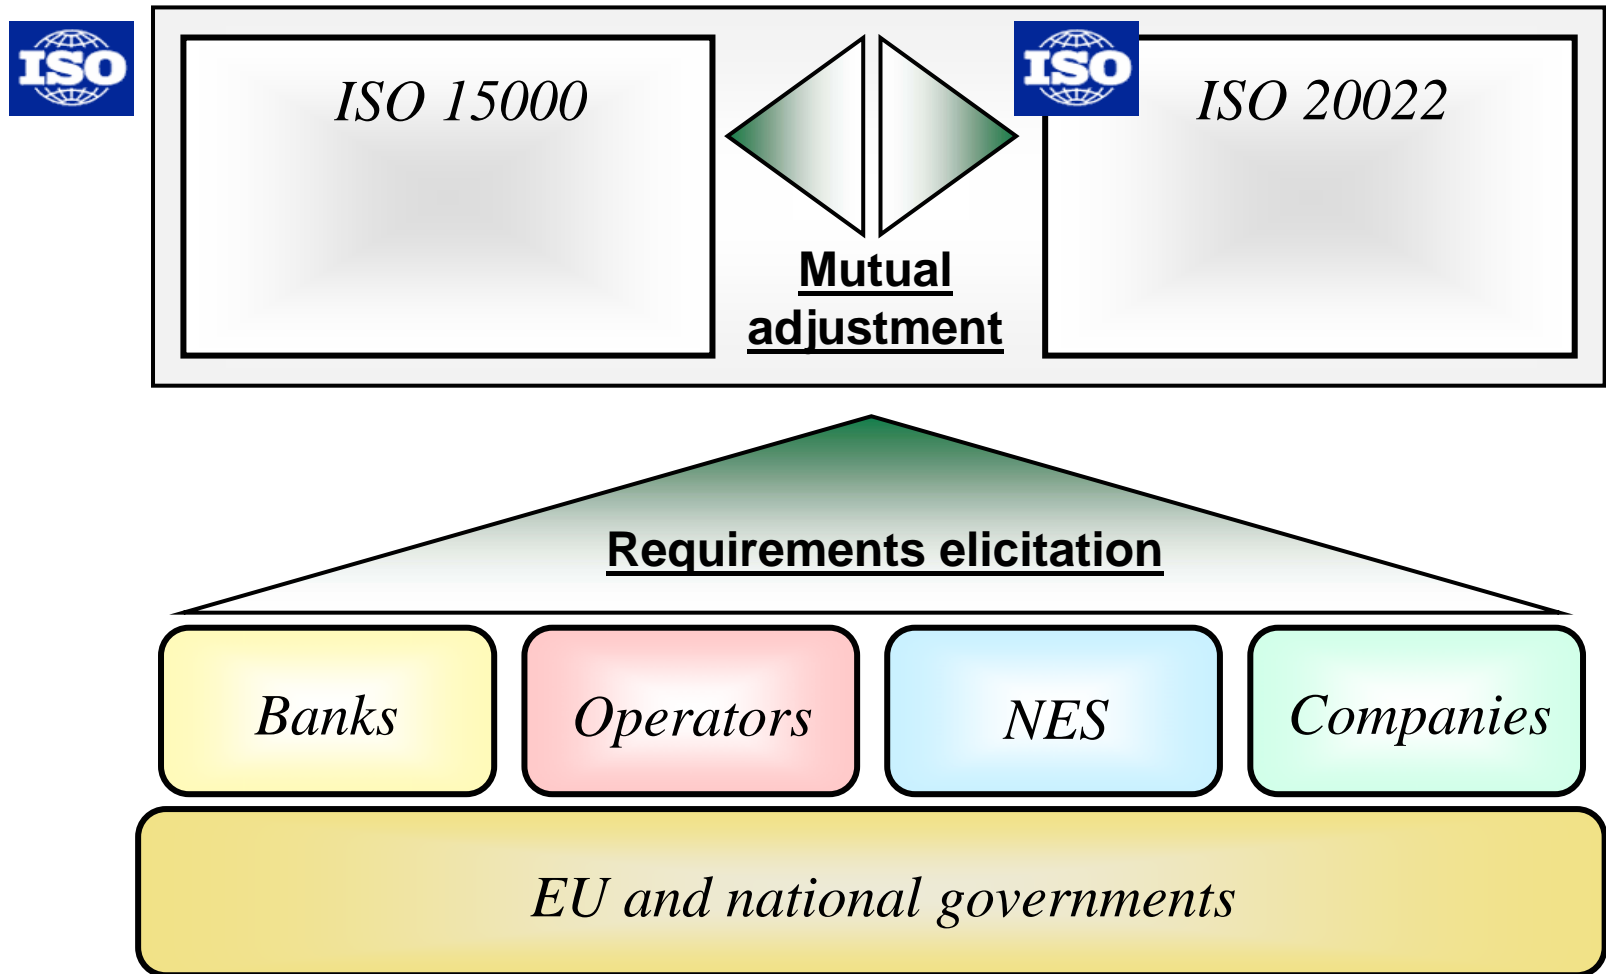 ISO
ISO 15000
ISO
ISO 20022
Mutual
adjustment
Requirements elicitation
Banks
Operators
NES
Companies
EU and national governments